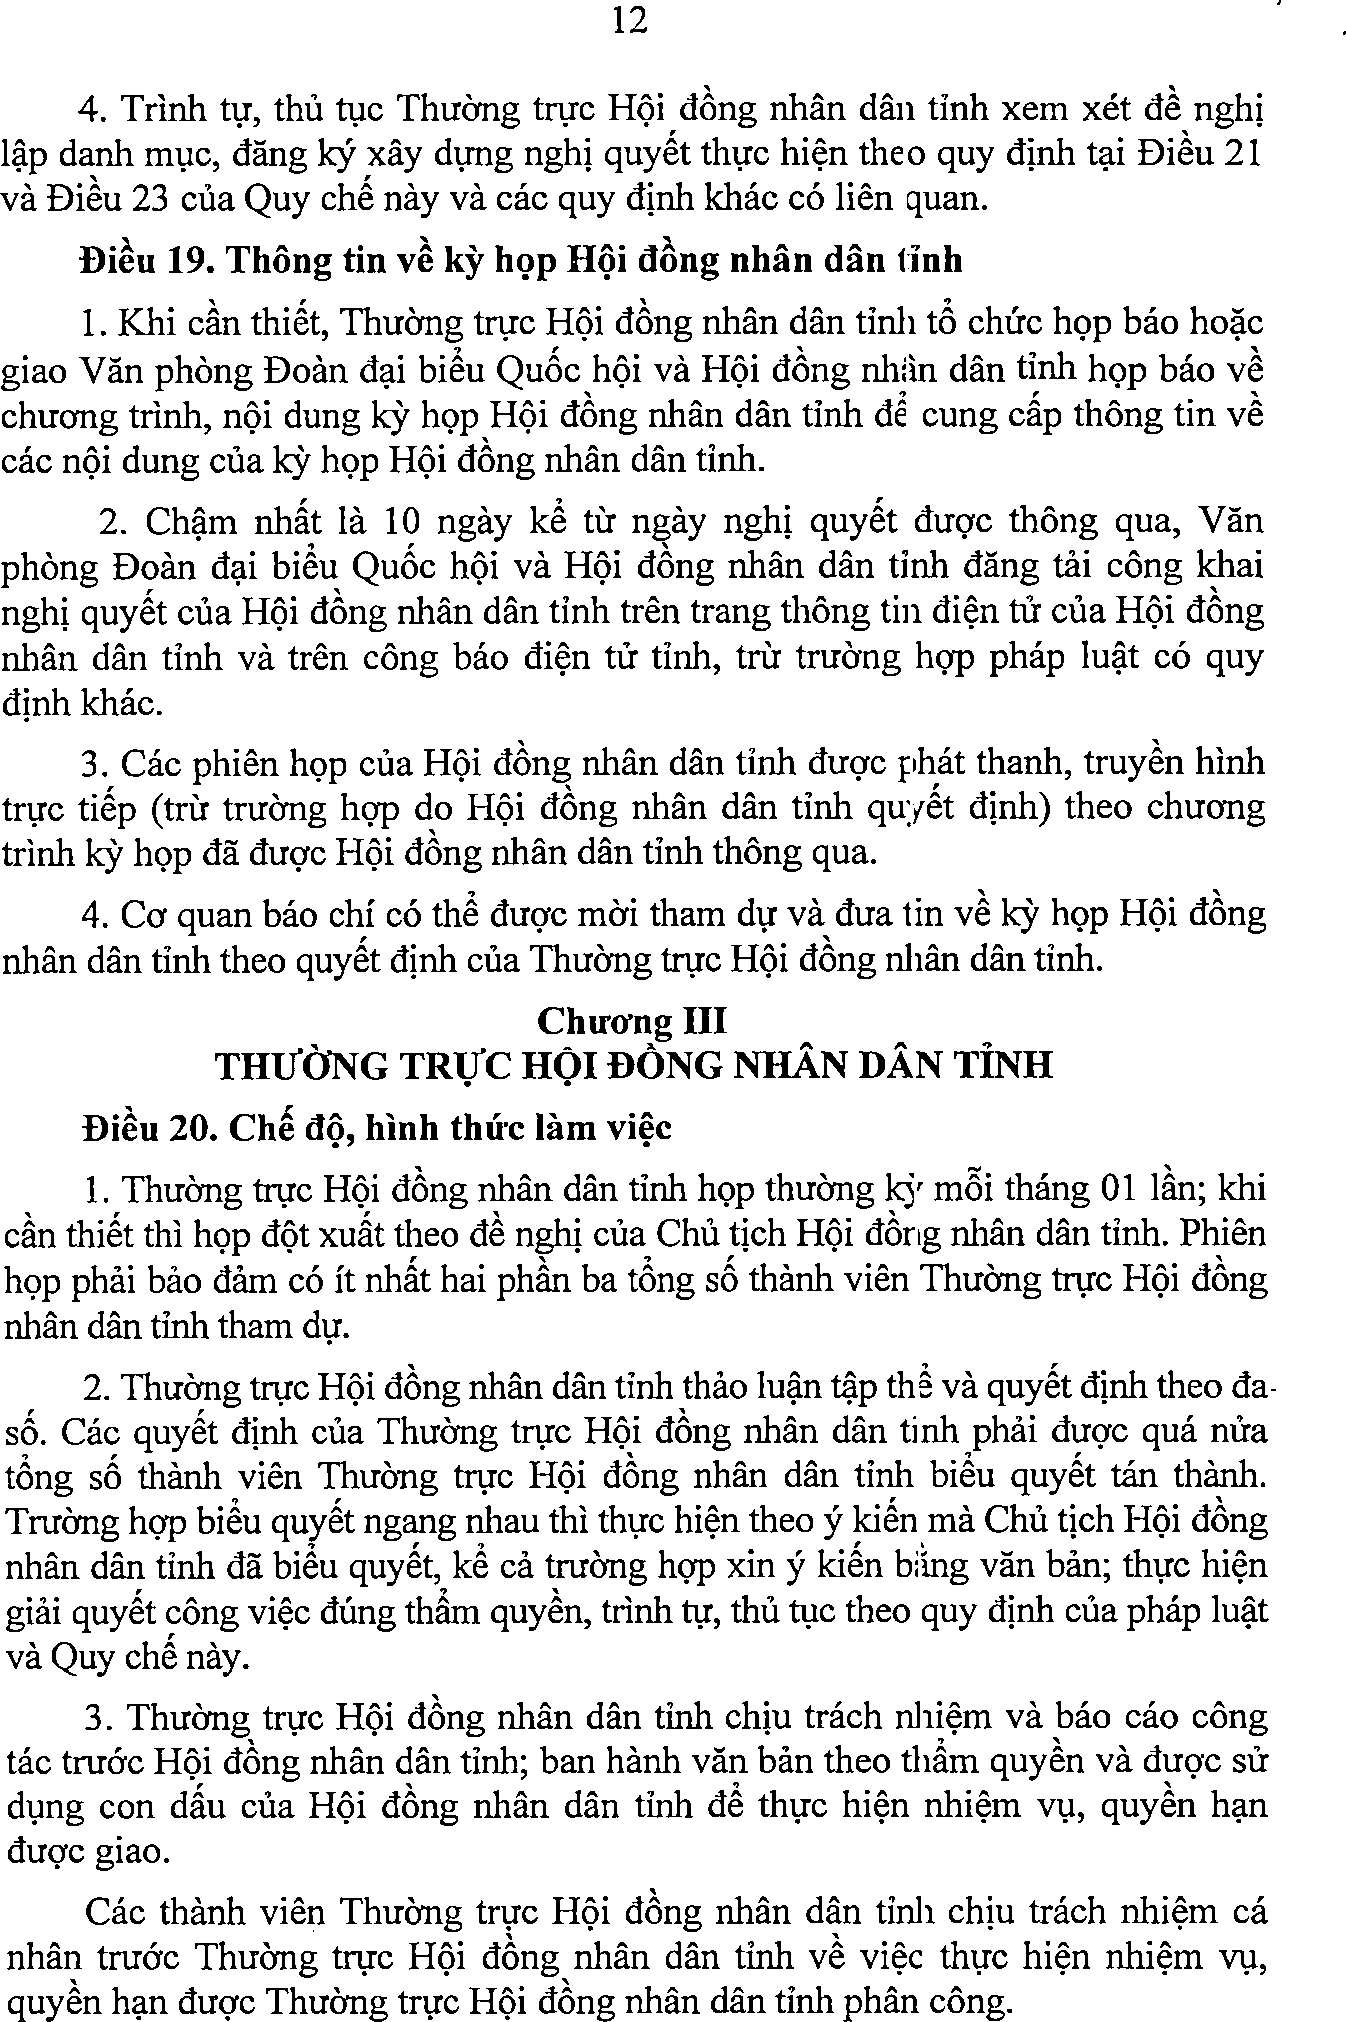 12
4. Trình tự, thủ tục Thường trực Hội đồng nhân dân tỉnh xem xét đề nghị
lập danh mục, đăng ký xây dựng nghị quyết thực hiện theo quy định tại Điều 21
và Điều 23 của Quy chế này và các quy định khác có liên quan.
Điều 19. Thông tin về kỳ họp Hội đồng nhân dân tỉnh
1. Khi cần thiết, Thường trực Hội đồng nhân dân tỉnh tổ chức họp báo hoặc
giao Văn phòng Đoàn đại biểu Quốc hội và Hội đồng nhân dân tỉnh họp báo về
chương trình, nội dung kỳ họp Hội đồng nhân dân tỉnh để cung cấp thông tin về
các nội dung của kỳ họp Hội đồng nhân dân tỉnh.
2. Chậm nhất là 10 ngày kể từ ngày nghị quyết được thông qua, Văn
phòng Đoàn đại biểu Quốc hội và Hội đồng nhân dân tỉnh đăng tải công khai
nghị quyết của Hội đồng nhân dân tỉnh trên trang thông tin điện tử của Hội đồng
nhân dân tỉnh và trên công báo điện tử tỉnh, trừ trường hợp pháp luật có quy
định khác.
3. Các phiên họp của Hội đồng nhân dân tỉnh được phát thanh, truyền hình
trực tiếp (trừ trường hợp do Hội đồng nhân dân tỉnh quyết định) theo chương
trình kỳ họp đã được Hội đồng nhân dân tỉnh thông qua.
4. Cơ quan báo chí có thể được mời tham dự và đưa tin về kỳ họp Hội đồng
nhân dân tỉnh theo quyết định của Thường trực Hội đồng nhân dân tỉnh.
Chương III
THƯỜNG TRỰC HỘI ĐỒNG NHÂN DÂN TỈNH
Điều 20. Chế độ, hình thức làm việc
1. Thường trực Hội đồng nhân dân tỉnh họp thường kỳ mỗi tháng 01 lần; khi
cần thiết thì họp đột xuất theo đề nghị của Chủ tịch Hội đồng nhân dân tỉnh. Phiên
họp phải bảo đảm có ít nhất hai phần ba tổng số thành viên Thường trực Hội đồng
nhân dân tỉnh tham dự.
2. Thường trực Hội đồng nhân dân tỉnh thảo luận tập thể và quyết định theo đa
số. Các quyết định của Thường trực Hội đồng nhân dân tỉnh phải được quá nửa
tổng số thành viên Thường trực Hội đồng nhân dân tỉnh biểu quyết tán thành.
Trường hợp biểu quyết ngang nhau thì thực hiện theo ý kiến mà Chủ tịch Hội đồng
nhân dân tỉnh đã biểu quyết, kể cả trường hợp xin ý kiến bằng văn bản; thực hiện
giải quyết công việc đúng thẩm quyền, trình tự, thủ tục theo quy định của pháp luật
và Quy chế này.
3. Thường trực Hội đồng nhân dân tỉnh chịu trách nhiệm và báo cáo công
tác trước Hội đồng nhân dân tỉnh; ban hành văn bản theo thẩm quyền và được sử
dụng con dấu của Hội đồng nhân dân tỉnh để thực hiện nhiệm vụ, quyền hạn
được giao.
Các thành viên Thường trực Hội đồng nhân dân tỉnh chịu trách nhiệm cá
nhân trước Thường trực Hội đồng nhân dân tỉnh về việc thực hiện nhiệm vụ,
quyền hạn được Thường trực Hội đồng nhân dân tỉnh phân công.